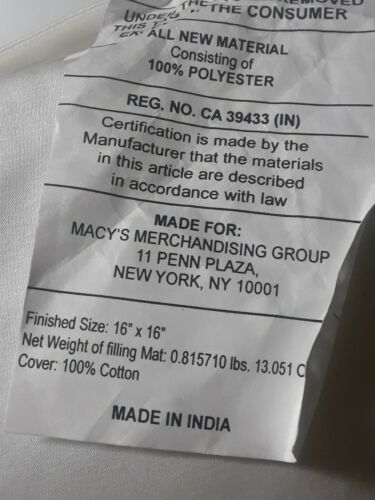 REMOVED
UNDER THE CONSUMER
THIS
ALL NEW MATERIAL
Consisting of
100% POLYESTER
REG. NO. CA 39433 (IN)
Certification is made by the
Manufacturer that the materials
in this article are described
in accordance with law
MADE FOR:
MACY'S MERCHANDISING GROUP
11 PENN PLAZA,
NEW YORK, NY 10001
Finished Size: 16" x 16"
Net Weight of filling Mat: 0.815710 lbs. 13.051
Cover: 100% Cotton
MADE IN INDIA